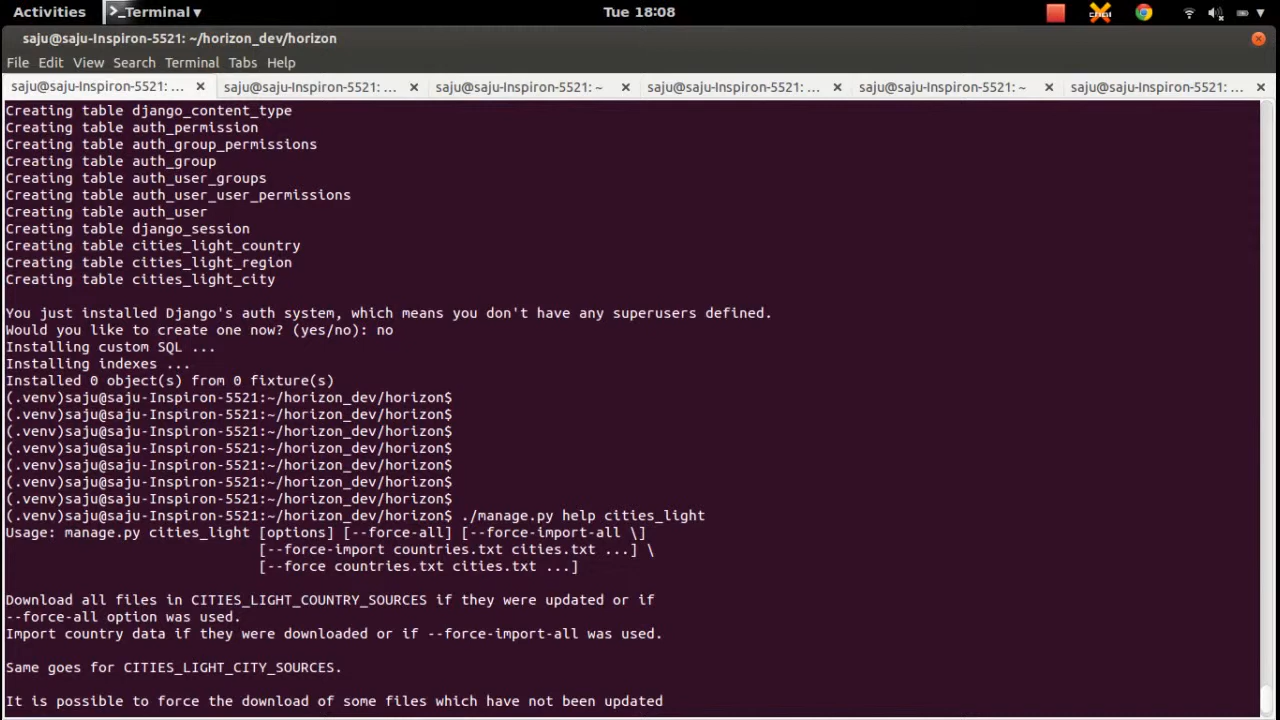 Activities
Terminal
Tue 18:08
saju@saju-Inspiron-5521: ~/horizon_dev/horizon
File Edit View Search Terminal Tabs Help
saju@saju-Inspiron-5521: ...
saju@saju-Inspiron-5521: ...
saju@saju-Inspiron-5521: ~
saju@saju-Inspiron-5521: ...
saju@saju-Inspiron-5521: ~
saju@saju-Inspiron-5521: ...
Creating table django_content_type
Creating table auth_permission
Creating table auth_group_permissions
Creating table auth_group
Creating table auth_user_groups
Creating table auth_user_user_permissions
Creating table auth_user
Creating table django_session
Creating table cities_light_country
Creating table cities_light_region
Creating table cities_light_city
You just installed Django's auth system, which means you don't have any superusers defined.
Would you like to create one now? (yes/no): no
Installing custom SQL ...
Installing indexes ...
Installed 0 object(s) from 0 fixture(s)
(.venv)saju@saju-Inspiron-5521:~/horizon_dev/horizon$
(.venv)saju@saju-Inspiron-5521:~/horizon_dev/horizon$
(.venv)saju@saju-Inspiron-5521:~/horizon_dev/horizon$
(.venv)saju@saju-Inspiron-5521:~/horizon_dev/horizon$
(.venv)saju@saju-Inspiron-5521:~/horizon_dev/horizon$
(.venv)saju@saju-Inspiron-5521:~/horizon_dev/horizon$
(.venv)saju@saju-Inspiron-5521:~/horizon_dev/horizon$
(.venv)saju@saju-Inspiron-5521:~/horizon_dev/horizon$ ./manage.py help cities_light
Usage: manage.py cities_light [options] [--force-all] [--force-import-all \]
[--force-import countries.txt cities.txt ...] \
[--force countries.txt cities.txt ...]
Download all files in CITIES_LIGHT_COUNTRY_SOURCES if they were updated or if
--force-all option was used.
Import country data if they were downloaded or if --force-import-all was used.
Same goes for CITIES_LIGHT_CITY_SOURCES.
It is possible to force the download of some files which have not been updated